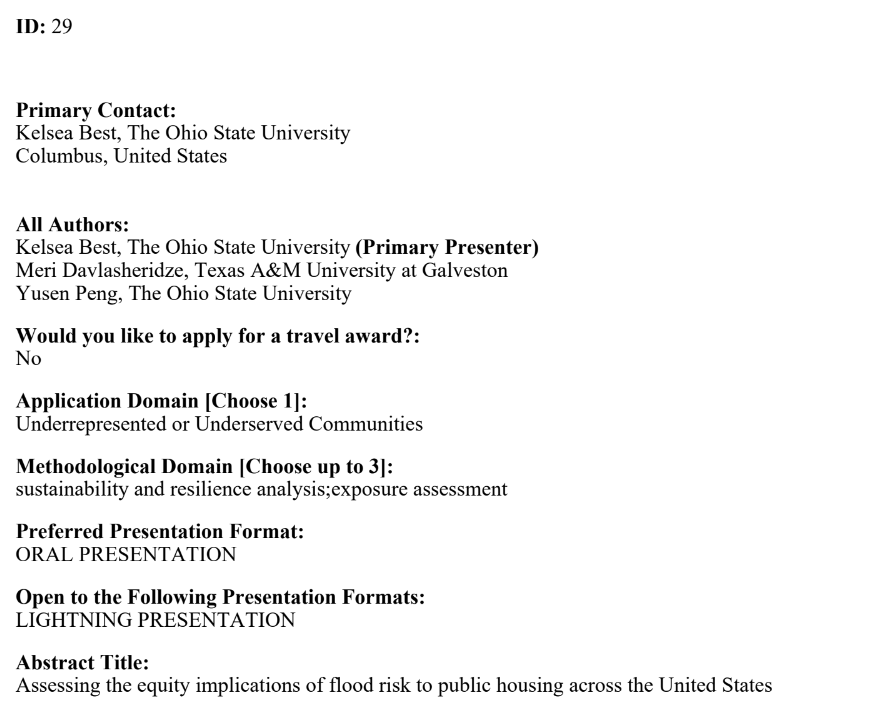 ID: 29
Primary Contact:
Kelsea Best, The Ohio State University
Columbus, United States
All Authors:
Kelsea Best, The Ohio State University (Primary Presenter)
Meri Davlasheridze, Texas A&M University at Galveston
Yusen Peng, The Ohio State University
Would you like to apply for a travel award?:
No
Application Domain [Choose 1]:
Underrepresented or Underserved Communities
Methodological Domain [Choose up to 3]:
sustainability and resilience analysis;exposure assessment
Preferred Presentation Format:
ORAL PRESENTATION
Open to the Following Presentation Formats:
LIGHTNING PRESENTATION
Abstract Title:
Assessing the equity implications of flood risk to public housing across the United States